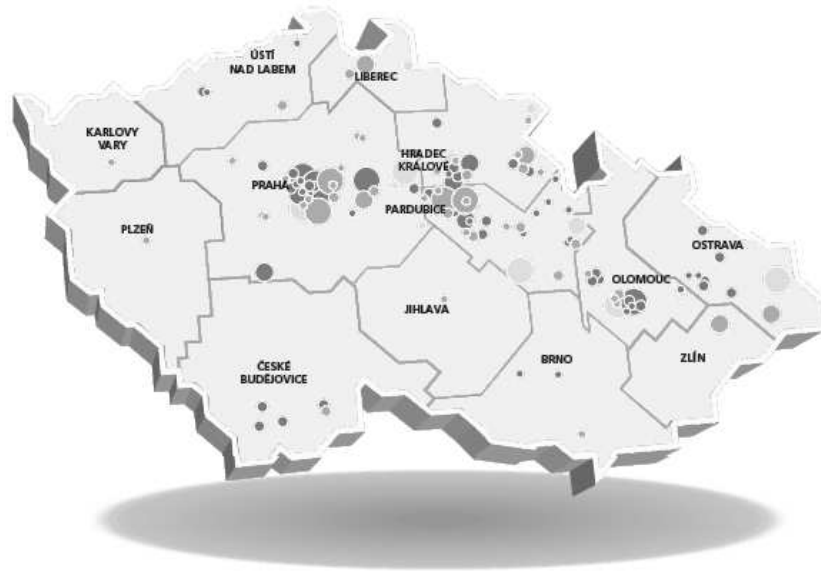 ÚSTÍ
NAD LABEM
LIBEREC
KARLOVY
VARY
HRADEC
KRÁLOVÉ
PRAHA
PARDUBICE
PLZEŇ
OSTRAVA
OLOMOUC
JIHLAVA
BRNO
ZLÍN
ČESKÉ
BUDĚJOVICE